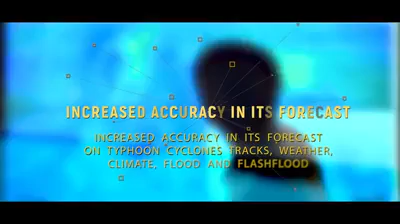 INCREASED ACCURACY IN ITS FORECAST
INCREASED ACCURACY IN ITS FORECAST
ON TYPHOON CYCLONES TRACKS, WEATHER,
CLIMATE, FLOOD AND FLASHFLOOD